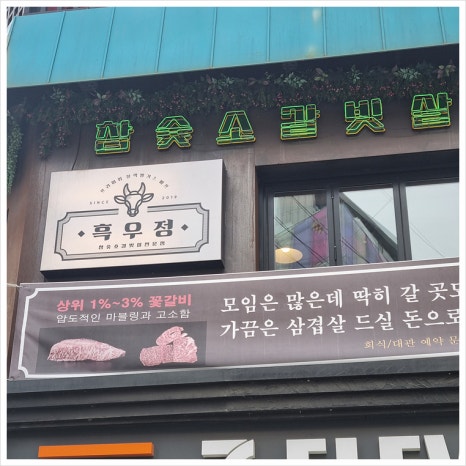 참숯소갈빗살
SINCE 2019
흑우정
상위 1%~3% 꽃갈비
압도적인 마블링과 고소함
모임은 많은데 딱히 갈 곳도
가끔은 삼겹살 드실 돈으로
회식/대관 예약 문
ELEV